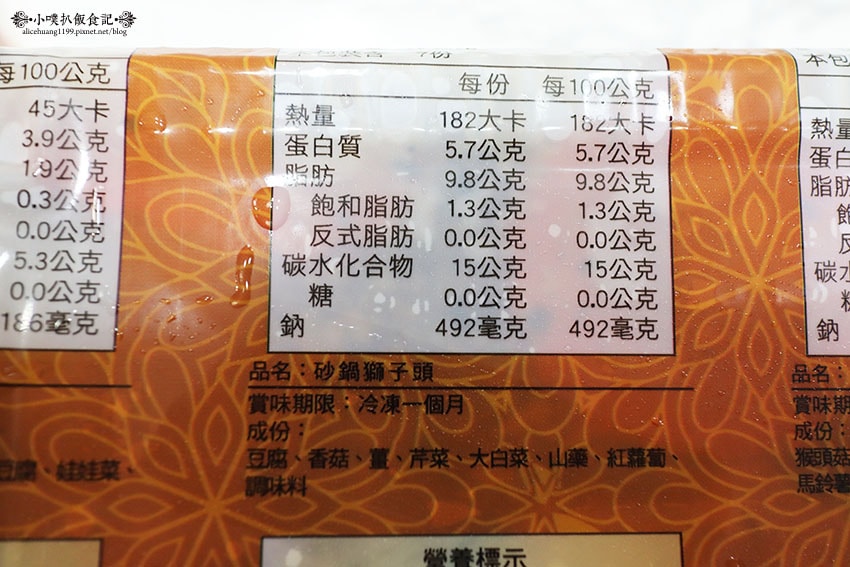 小噗扒飯食記
alicehuang1199.pixnet.net/blog
每100公克
45大卡
3.9公克
1.9公克
0.3公克
0.0公克
5.3公克
0.0公克
186毫克
豆腐、娃娃菜、
每份 每100公克
熱量 182大卡 182大卡
蛋白質 5.7公克 5.7公克
脂肪 9.8公克 9.8公克
飽和脂肪 1.3公克 1.3公克
反式脂肪 0.0公克 0.0公克
碳水化合物 15公克 15公克
糖 0.0公克 0.0公克
鈉 492毫克 492毫克
品名：砂鍋獅子頭
賞味期限：冷凍一個月
成份：
豆腐、香菇、薑、芹菜、大白菜、山藥、紅蘿蔔、
調味料
營養標示
本包
熱量
蛋白
脂肪
飽
反
碳水
糖
鈉
品名：
賞味期
成份：
猴頭菇
馬鈴薯